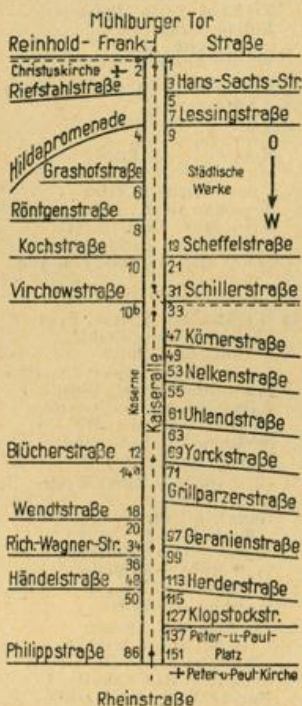 Mühlburger Tor
Reinhold-Frank-Straße
Christuskirche 2
1
3 Hans-Sachs-Str.
Riefstahlstraße
5
7 Lessingstraße
Hildapromenade
4
9
O
W
Städtische
Werke
Grashofstraße
6
Röntgenstraße
8
19 Scheffelstraße
Kochstraße
10
21
Virchowstraße
10b
31 Schillerstraße
33
Kaserne
Kaiserallee
47 Körnerstraße
49
53 Nelkenstraße
55
61 Uhlandstraße
63
Blücherstraße 12
14a
69 Yorckstraße
71
Grillparzerstraße
Wendtstraße 18
20
Rich.-Wagner-Str. 34
36
97 Geranienstraße
99
Händelstraße 48
50
113 Herderstraße
115
127 Klopstockstr.
137 Peter-u-Paul-
Platz
Philippstraße 86
151
Peter-u-Paul Kirche
Rheinstraße